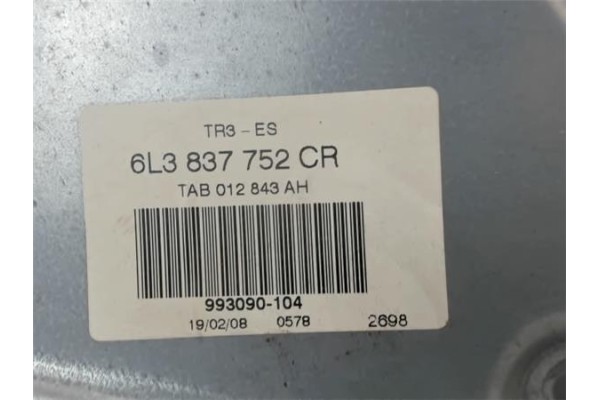 TR3 - ES
6L3 837 752 CR
TAB 012 843 AH
993090-104
19/02/08 0578 2698